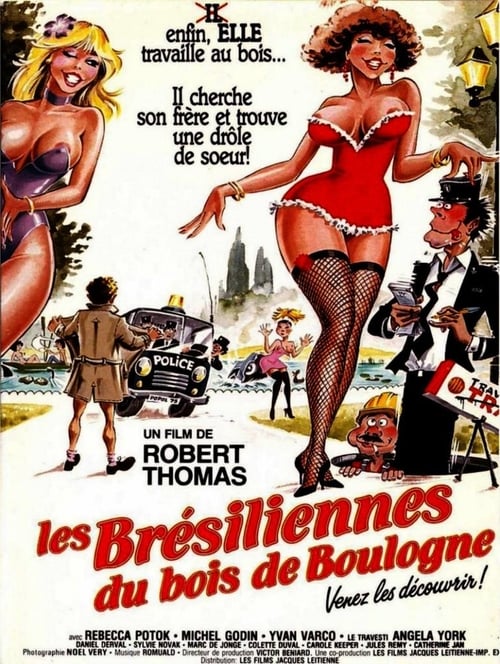 IL
enfin, ELLE
travaille au bois...
Il cherche
son frère et trouve
une drôle
de soeur!
POLICE
POPUL 75
TRAV
TR
UN FILM DE
ROBERT
THOMAS
les Brésiliennes
du bois de Boulogne
Venez les découvrir!
avec REBECCA POTOK • MICHEL GODIN • YVAN VARCO • LE TRAVESTI ANGELA YORK
DANIEL DERVAL • SYLVIE NOVAK • MARC DE JONGE • COLETTE DUVAL • CAROLE KEEPER • JULES REMY • CATHERINE JAN
Photographie NOEL VERY • Musique ROMUALD • Directeur de production VICTOR BENIARD. Une co-production LES FILMS JACQUES LEITIENNE-IMP. E
Distribution: LES FILMS JACQUES LEITIENNE